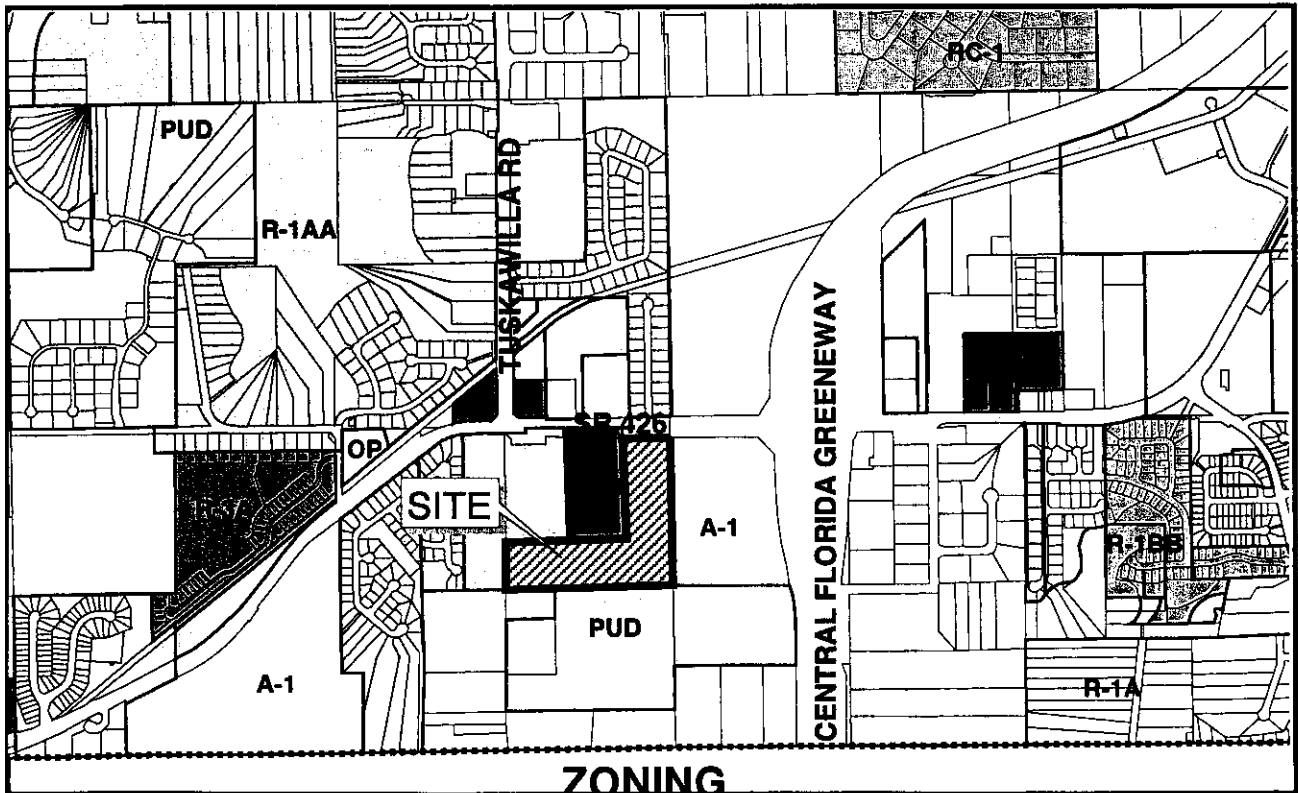 RC-1
PUD
TUSKAWILLA RD
R-1AA
CENTRAL FLORIDA GREENEWAY
SR 426
OP
SITE
A-1
R-1BB
PUD
A-1
R-1A
ZONING